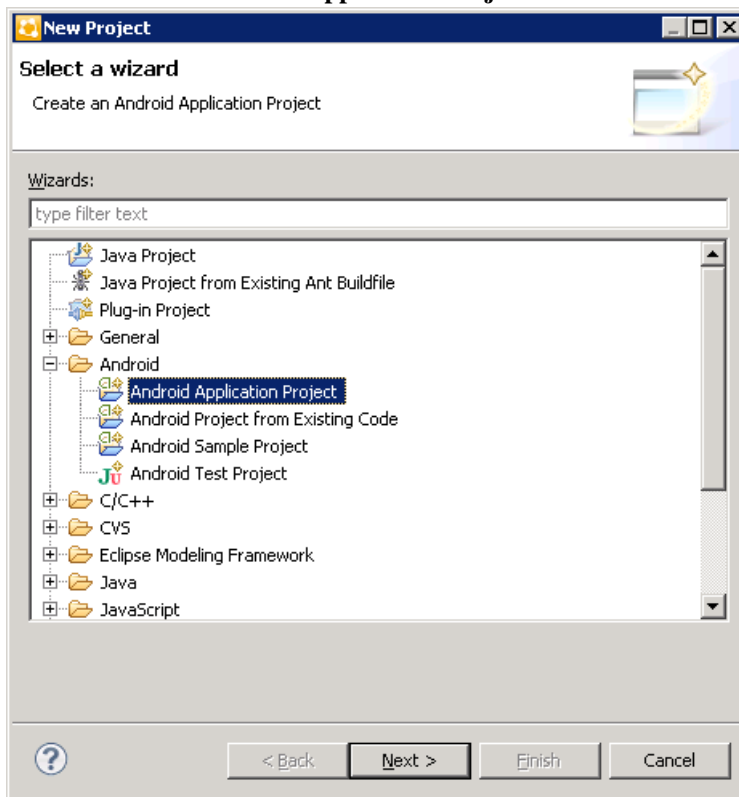 New Project
Select a wizard
Create an Android Application Project
Wizards:
type filter text
Java Project
Java Project from Existing Ant Buildfile
Plug-in Project
General
Android
Android Application Project
Android Project from Existing Code
Android Sample Project
Android Test Project
C/C++
CVS
Eclipse Modeling Framework
Java
JavaScript
< Back
Next >
Finish
Cancel